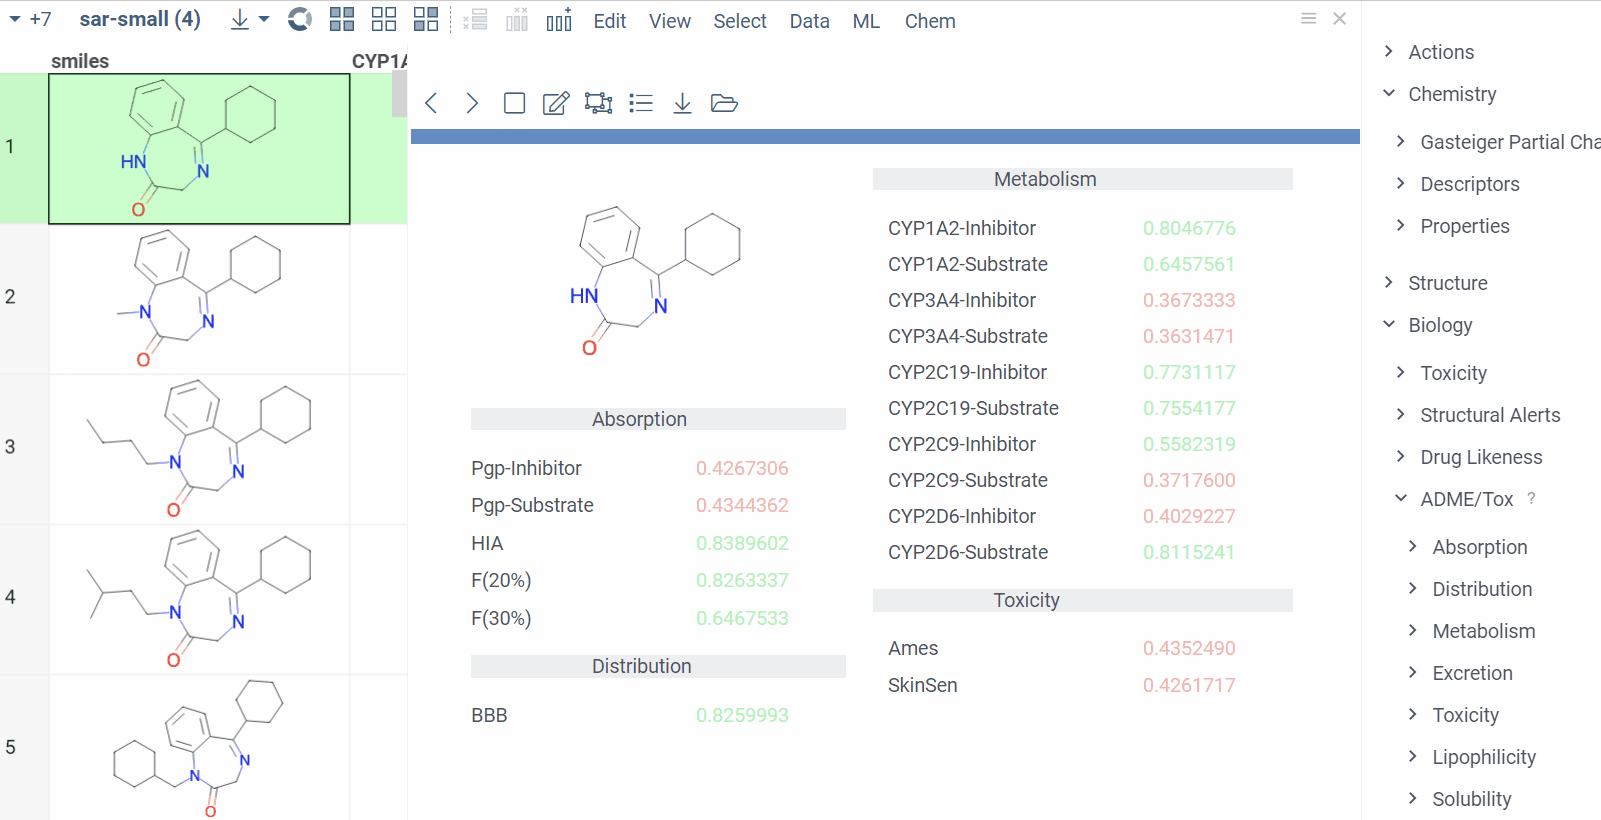 +7 sar-small (4) Edit View Select Data ML Chem
smiles CYP1A
1
HN
N
O
2
N
N
O
3
N
N
O
4
N
N
O
5
N
N
O
HN
N
O
Absorption
Pgp-Inhibitor 0.4267306
Pgp-Substrate 0.4344362
HIA 0.8389602
F(20%) 0.8263337
F(30%) 0.6467533
Distribution
BBB 0.8259993
Metabolism
CYP1A2-Inhibitor 0.8046776
CYP1A2-Substrate 0.6457561
CYP3A4-Inhibitor 0.3673333
CYP3A4-Substrate 0.3631471
CYP2C19-Inhibitor 0.7731117
CYP2C19-Substrate 0.7554177
CYP2C9-Inhibitor 0.5582319
CYP2C9-Substrate 0.3717600
CYP2D6-Inhibitor 0.4029227
CYP2D6-Substrate 0.8115241
Toxicity
Ames 0.4352490
SkinSen 0.4261717
Actions
Chemistry
Gasteiger Partial Cha
Descriptors
Properties
Structure
Biology
Toxicity
Structural Alerts
Drug Likeness
ADME/Tox ?
Absorption
Distribution
Metabolism
Excretion
Toxicity
Lipophilicity
Solubility